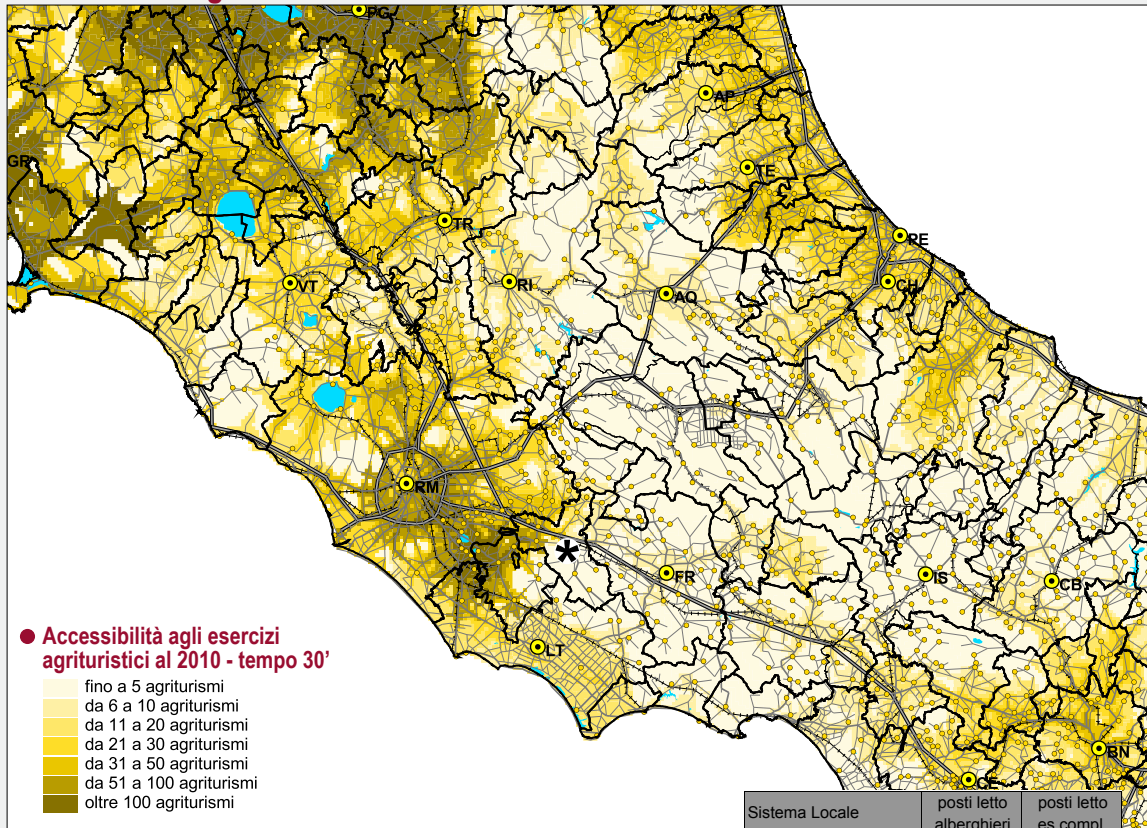 PG
AP
GR
TE
TR
PE
VT
RI
AQ
CH
RM
*
FR
IS
CB
LT
BN
CE
● Accessibilità agli esercizi
agrituristici al 2010 - tempo 30’
fino a 5 agriturismi
da 6 a 10 agriturismi
da 11 a 20 agriturismi
da 21 a 30 agriturismi
da 31 a 50 agriturismi
da 51 a 100 agriturismi
oltre 100 agriturismi
Sistema Locale
posti letto
alberghieri
posti letto
es.compl.